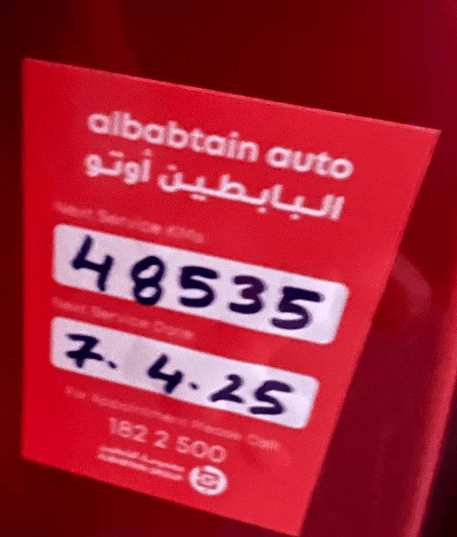 albabtain auto
البابطين أوتو
Next Service KMs
48535
Next Service Date
7.4.25
For Appointment Please Call:
182 2 500